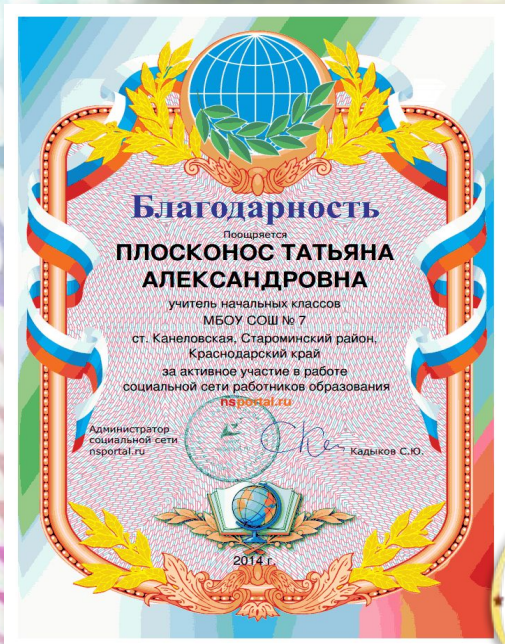 Благодарность
Поощряется
ПЛОСКОНОС ТАТЬЯНА
АЛЕКСАНДРОВНА
учитель начальных классов
МБОУ СОШ № 7
ст. Канеловская, Староминский район,
Краснодарский край
за активное участие в работе
социальной сети работников образования
nsportal.ru
Администратор
социальной сети
nsportal.ru
Кадыков С.Ю.
2014 г.